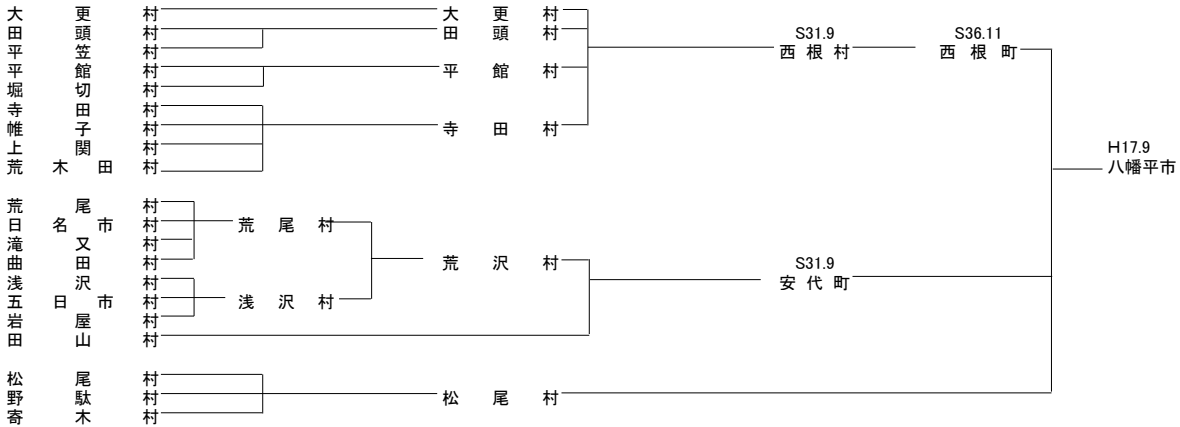 大更村 大更村
田頭村 田頭村
平笠村 S31.9 S36.11
西根村 西根町
平館村 平館村
堀切村
寺田村
帷子村 寺田村
上関村 H17.9
荒木田村 八幡平市
荒尾村
日名市村 荒尾村
滝又村
曲田村 荒沢村 S31.9
浅沢村 安代町
五日市村 浅沢村
岩屋村
田山村
松尾村
野駄村 松尾村
寄木村